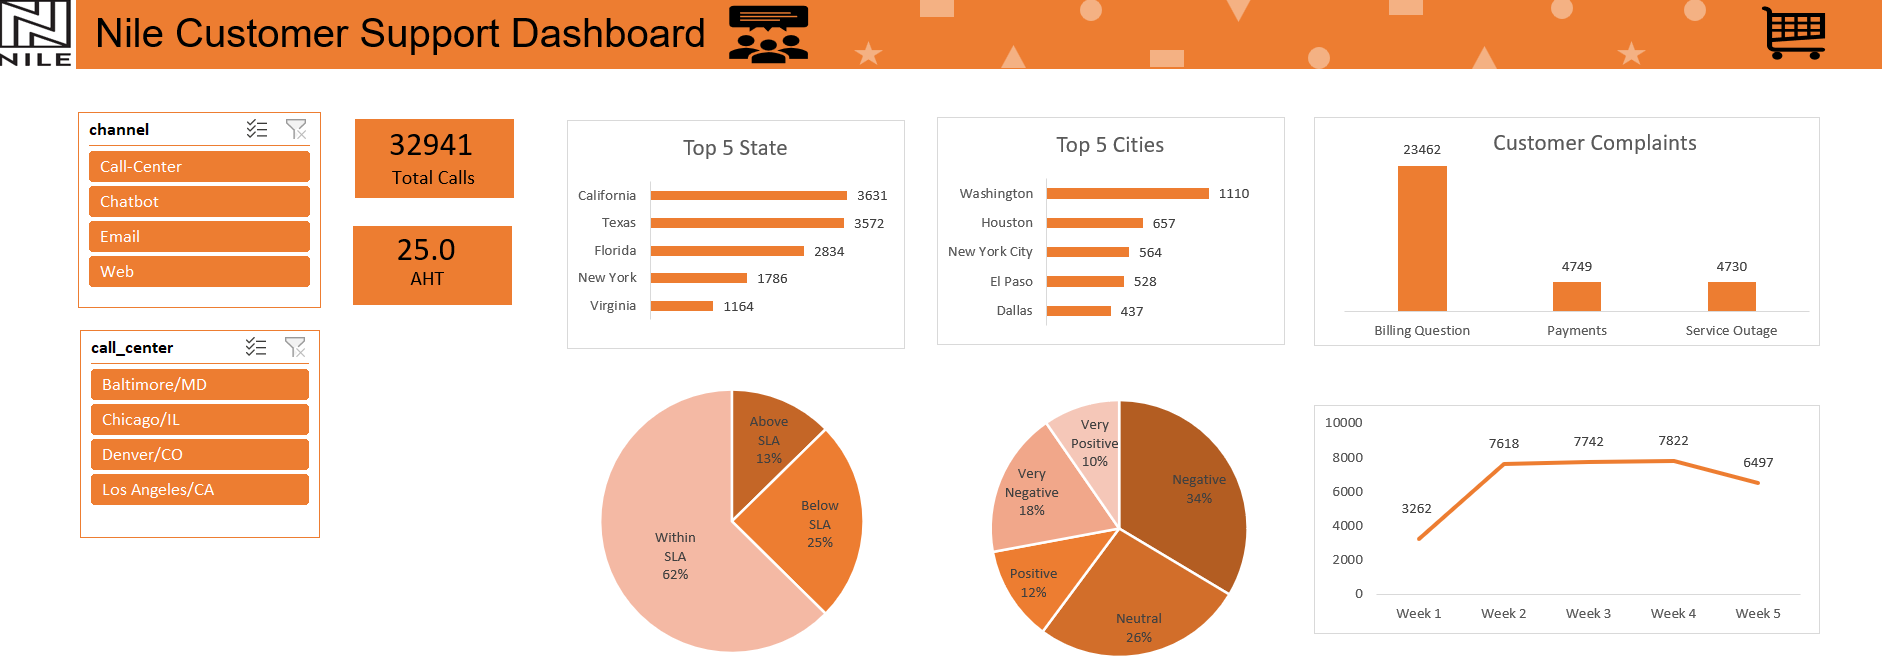 NILE
Nile Customer Support Dashboard
channel
Call-Center
Chatbot
Email
Web
call_center
Baltimore/MD
Chicago/IL
Denver/CO
Los Angeles/CA
32941
Total Calls
25.0
AHT
Top 5 State
California 3631
Texas 3572
Florida 2834
New York 1786
Virginia 1164
Top 5 Cities
Washington 1110
Houston 657
New York City 564
El Paso 528
Dallas 437
Customer Complaints
23462
4749
4730
Billing Question
Payments
Service Outage
Above
SLA
13%
Below
SLA
25%
Within
SLA
62%
Very
Positive
10%
Negative
34%
Very
Negative
18%
Positive
12%
Neutral
26%
10000
8000
6000
4000
2000
0
3262
7618
7742
7822
6497
Week 1
Week 2
Week 3
Week 4
Week 5